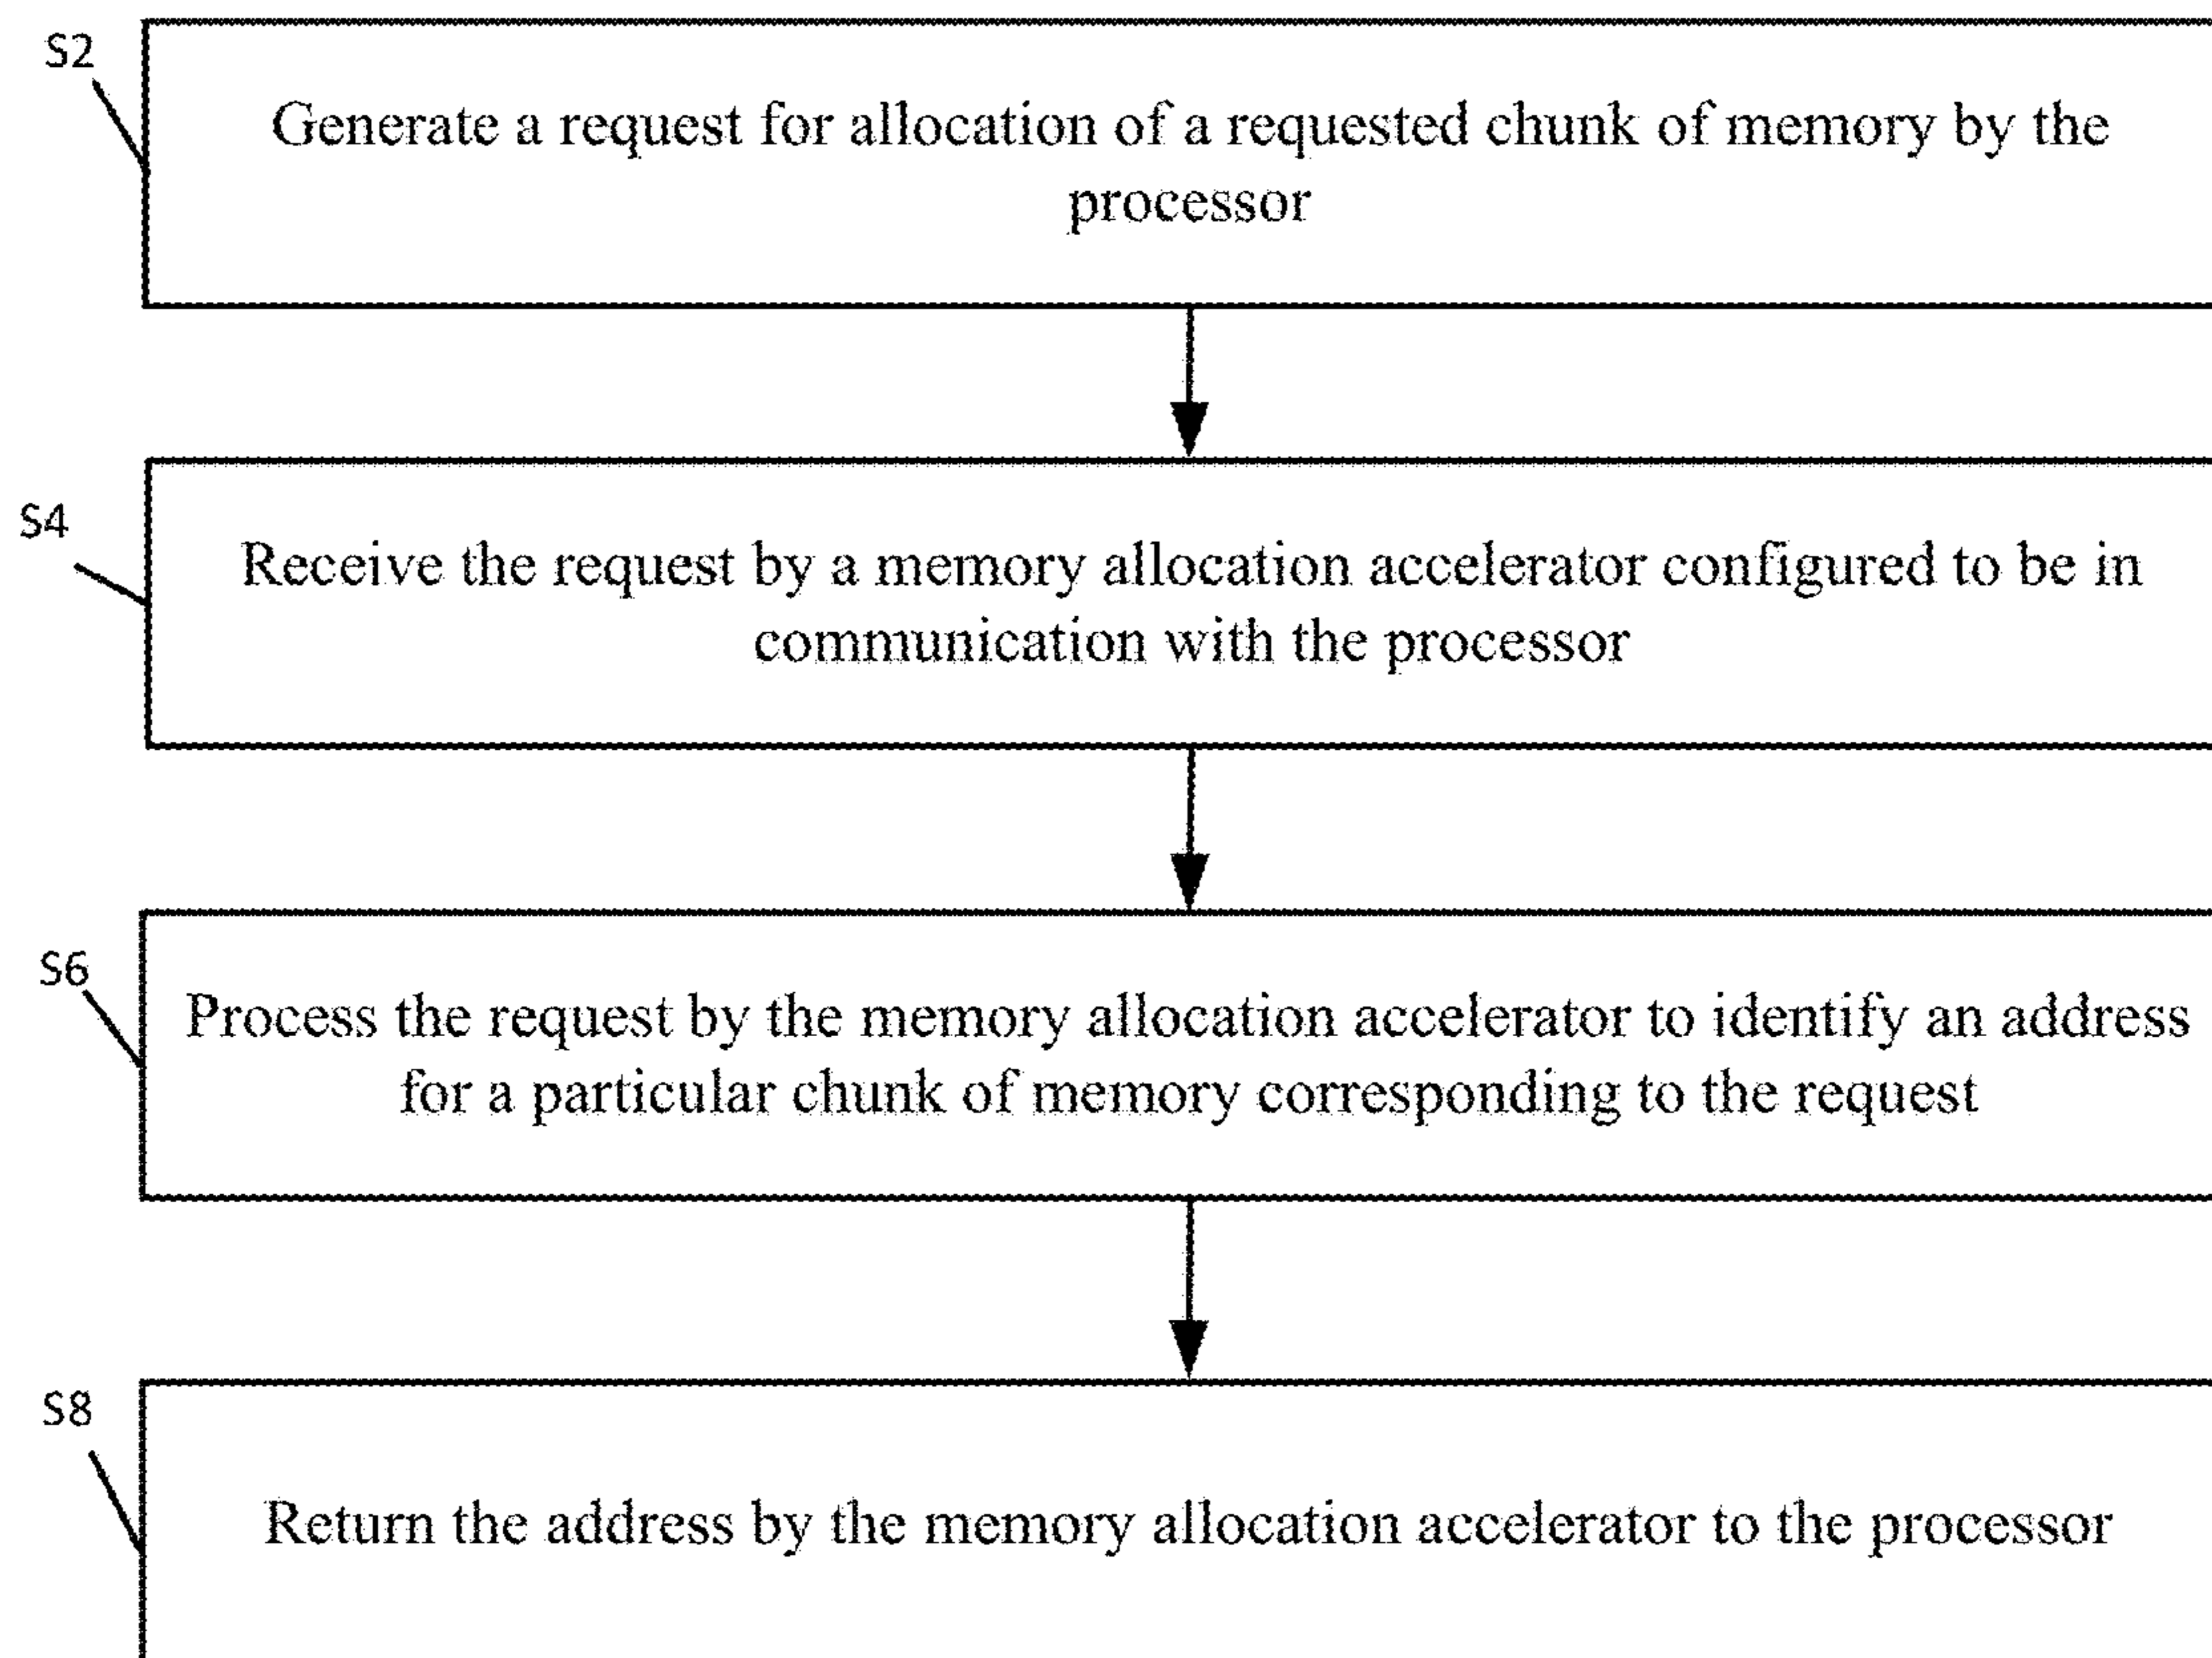 S2
Generate a request for allocation of a requested chunk of memory by the
processor
S4
Receive the request by a memory allocation accelerator configured to be in
communication with the processor
S6
Process the request by the memory allocation accelerator to identify an address
for a particular chunk of memory corresponding to the request
S8
Return the address by the memory allocation accelerator to the processor